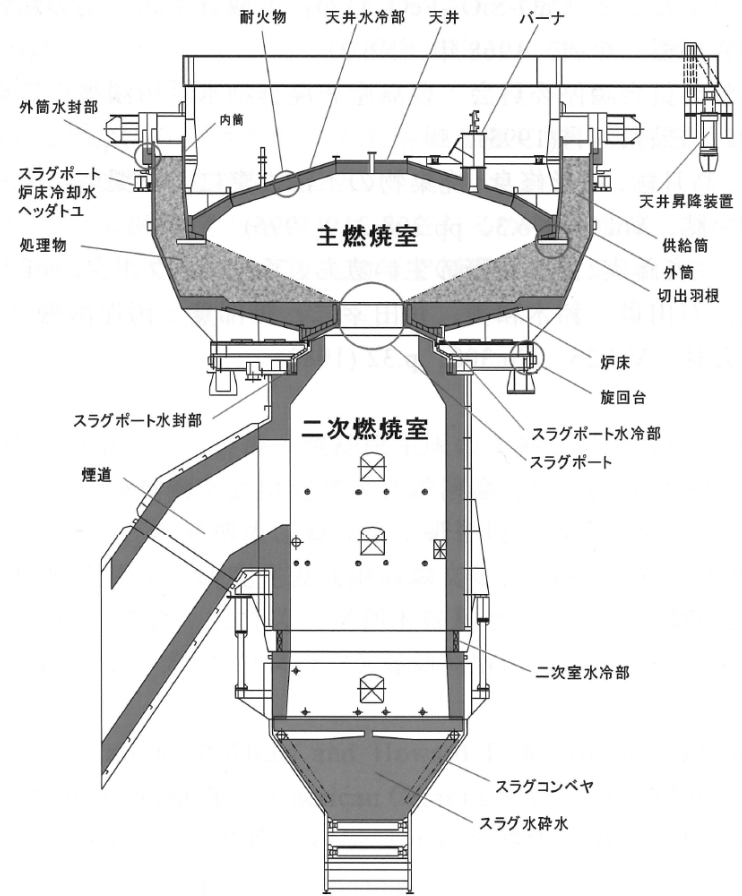 耐火物
天井水冷部
天井
バーナ
外筒水封部
内筒
スラグポート
炉床冷却水
ヘッダトユ
処理物
主燃焼室
天井昇降装置
供給筒
外筒
切出羽根
炉床
旋回台
スラグポート水封部
二次燃焼室
スラグポート水冷部
スラグポート
煙道
二次室水冷部
スラグコンベヤ
スラグ水砕水